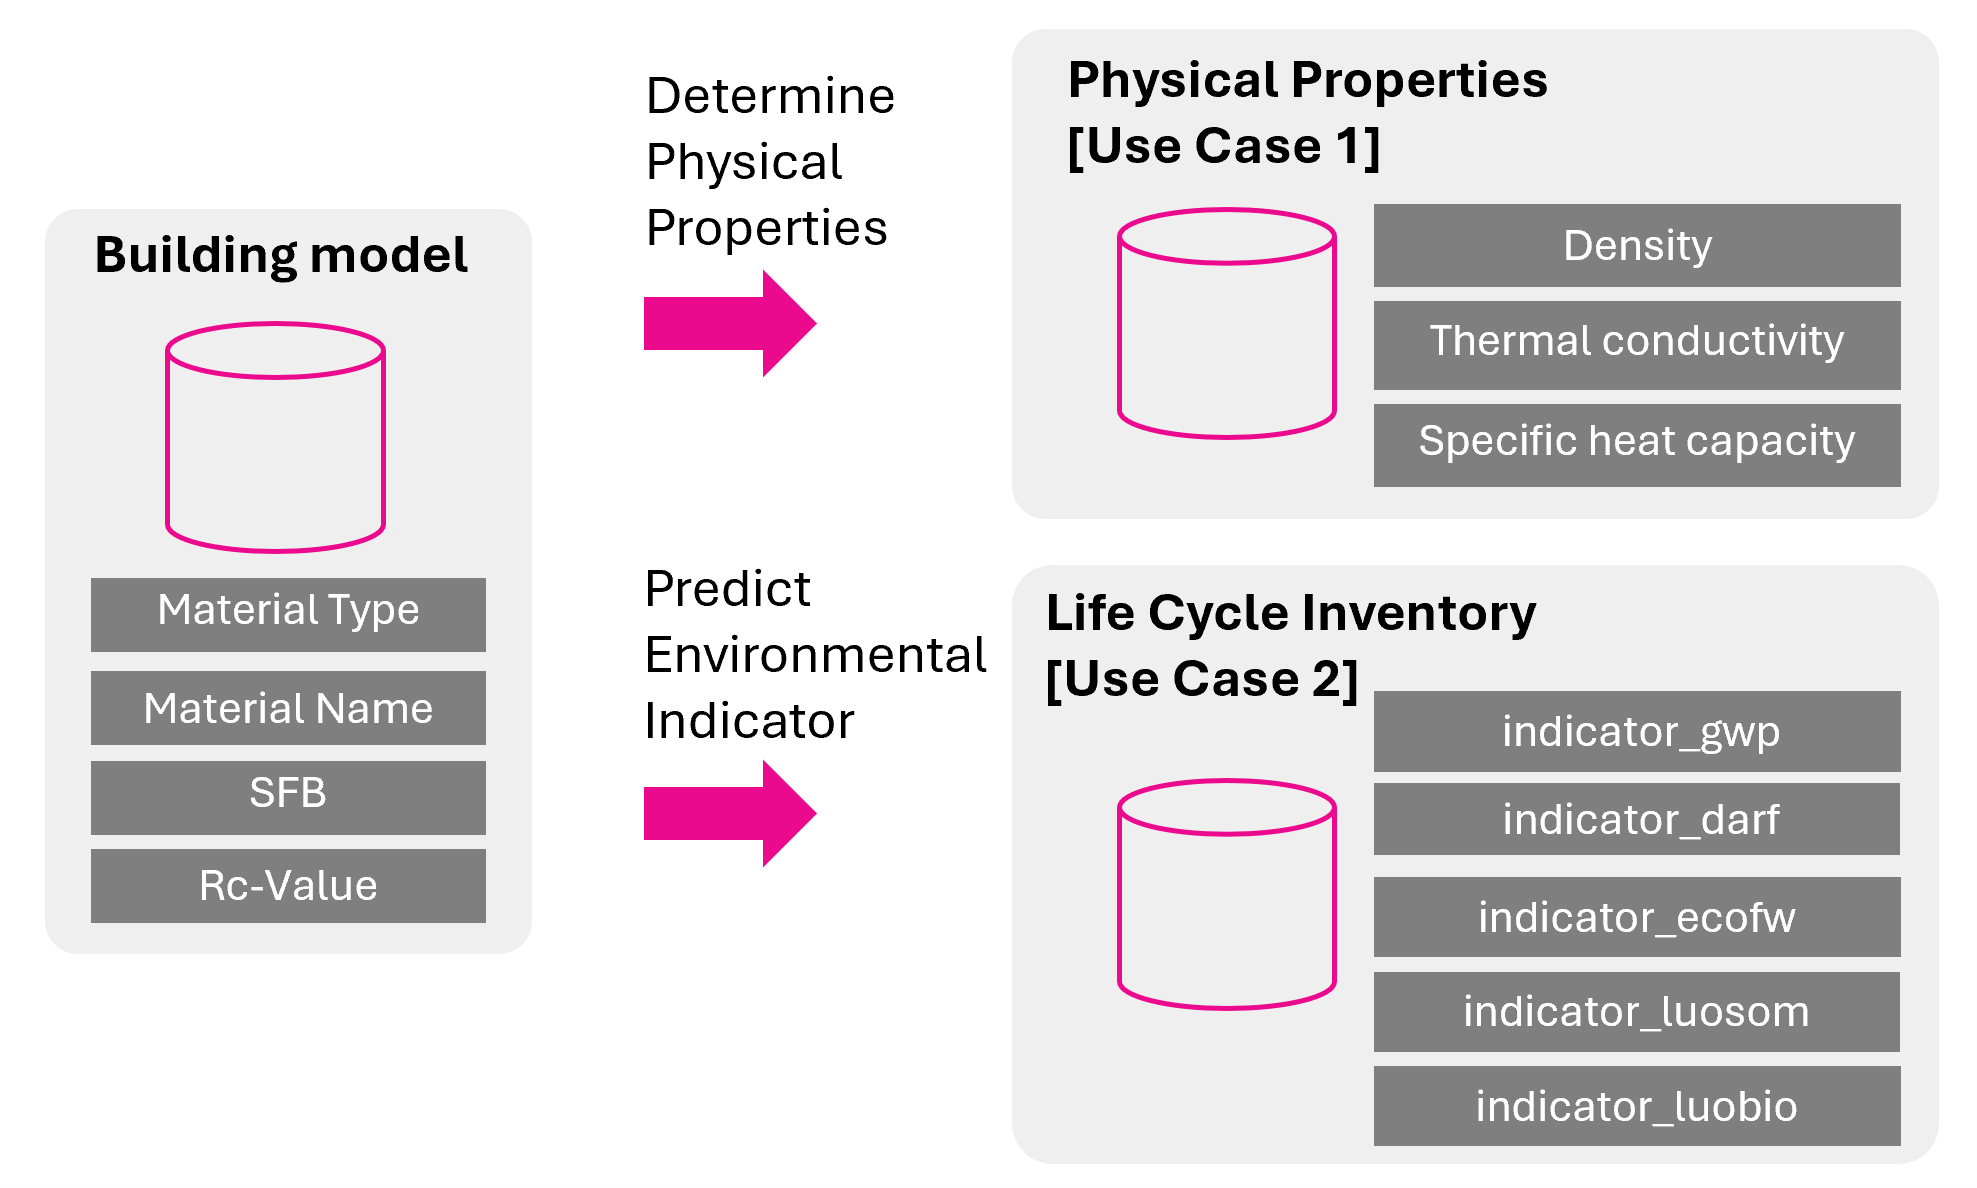 Building model
Material Type
Material Name
SFB
Rc-Value
Determine
Physical
Properties
Predict
Environmental
Indicator
Physical Properties
[Use Case 1]
Density
Thermal conductivity
Specific heat capacity
Life Cycle Inventory
[Use Case 2]
indicator_gwp
indicator_darf
indicator_ecofw
indicator_luosom
indicator_luobio